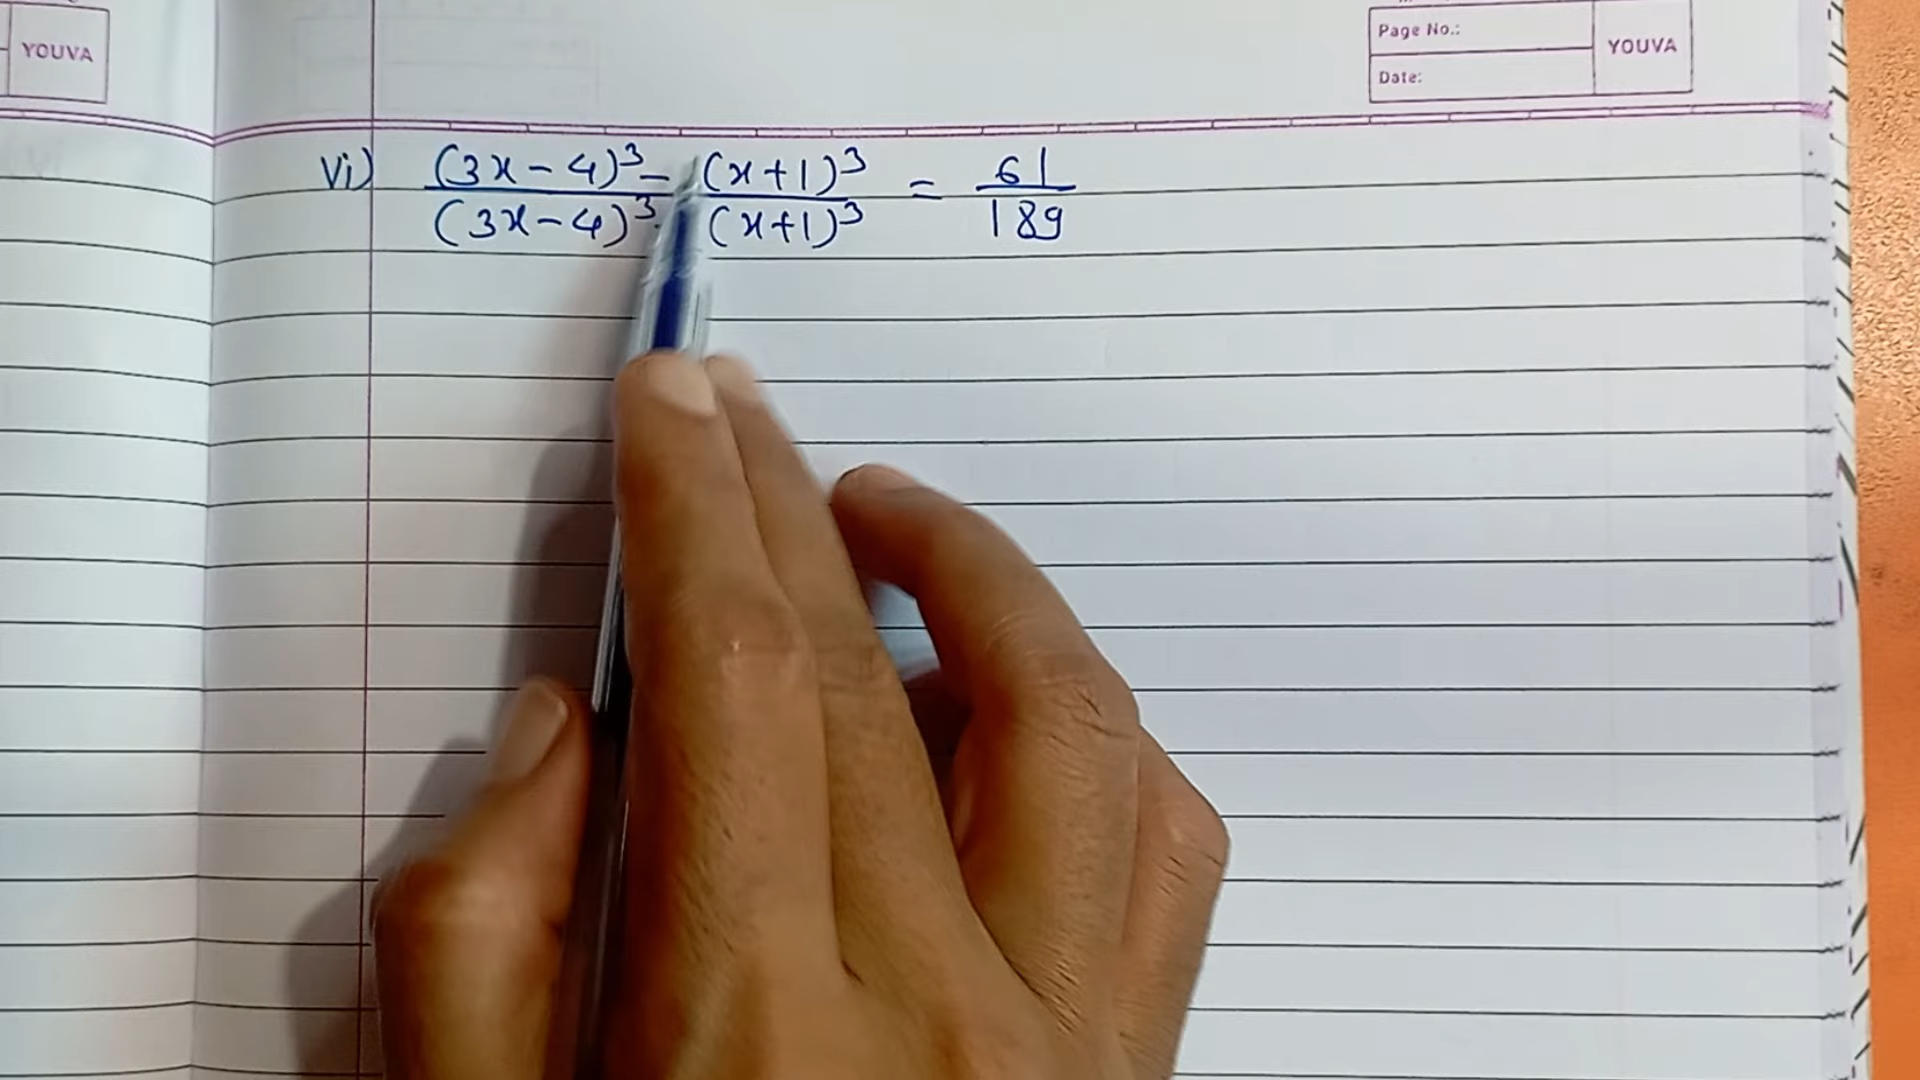 YOUVA
Page No.:
YOUVA
Date:
vi) (3x-4)³ - (x+1)³ = 61
(3x-4)³ (x+1)³ 189